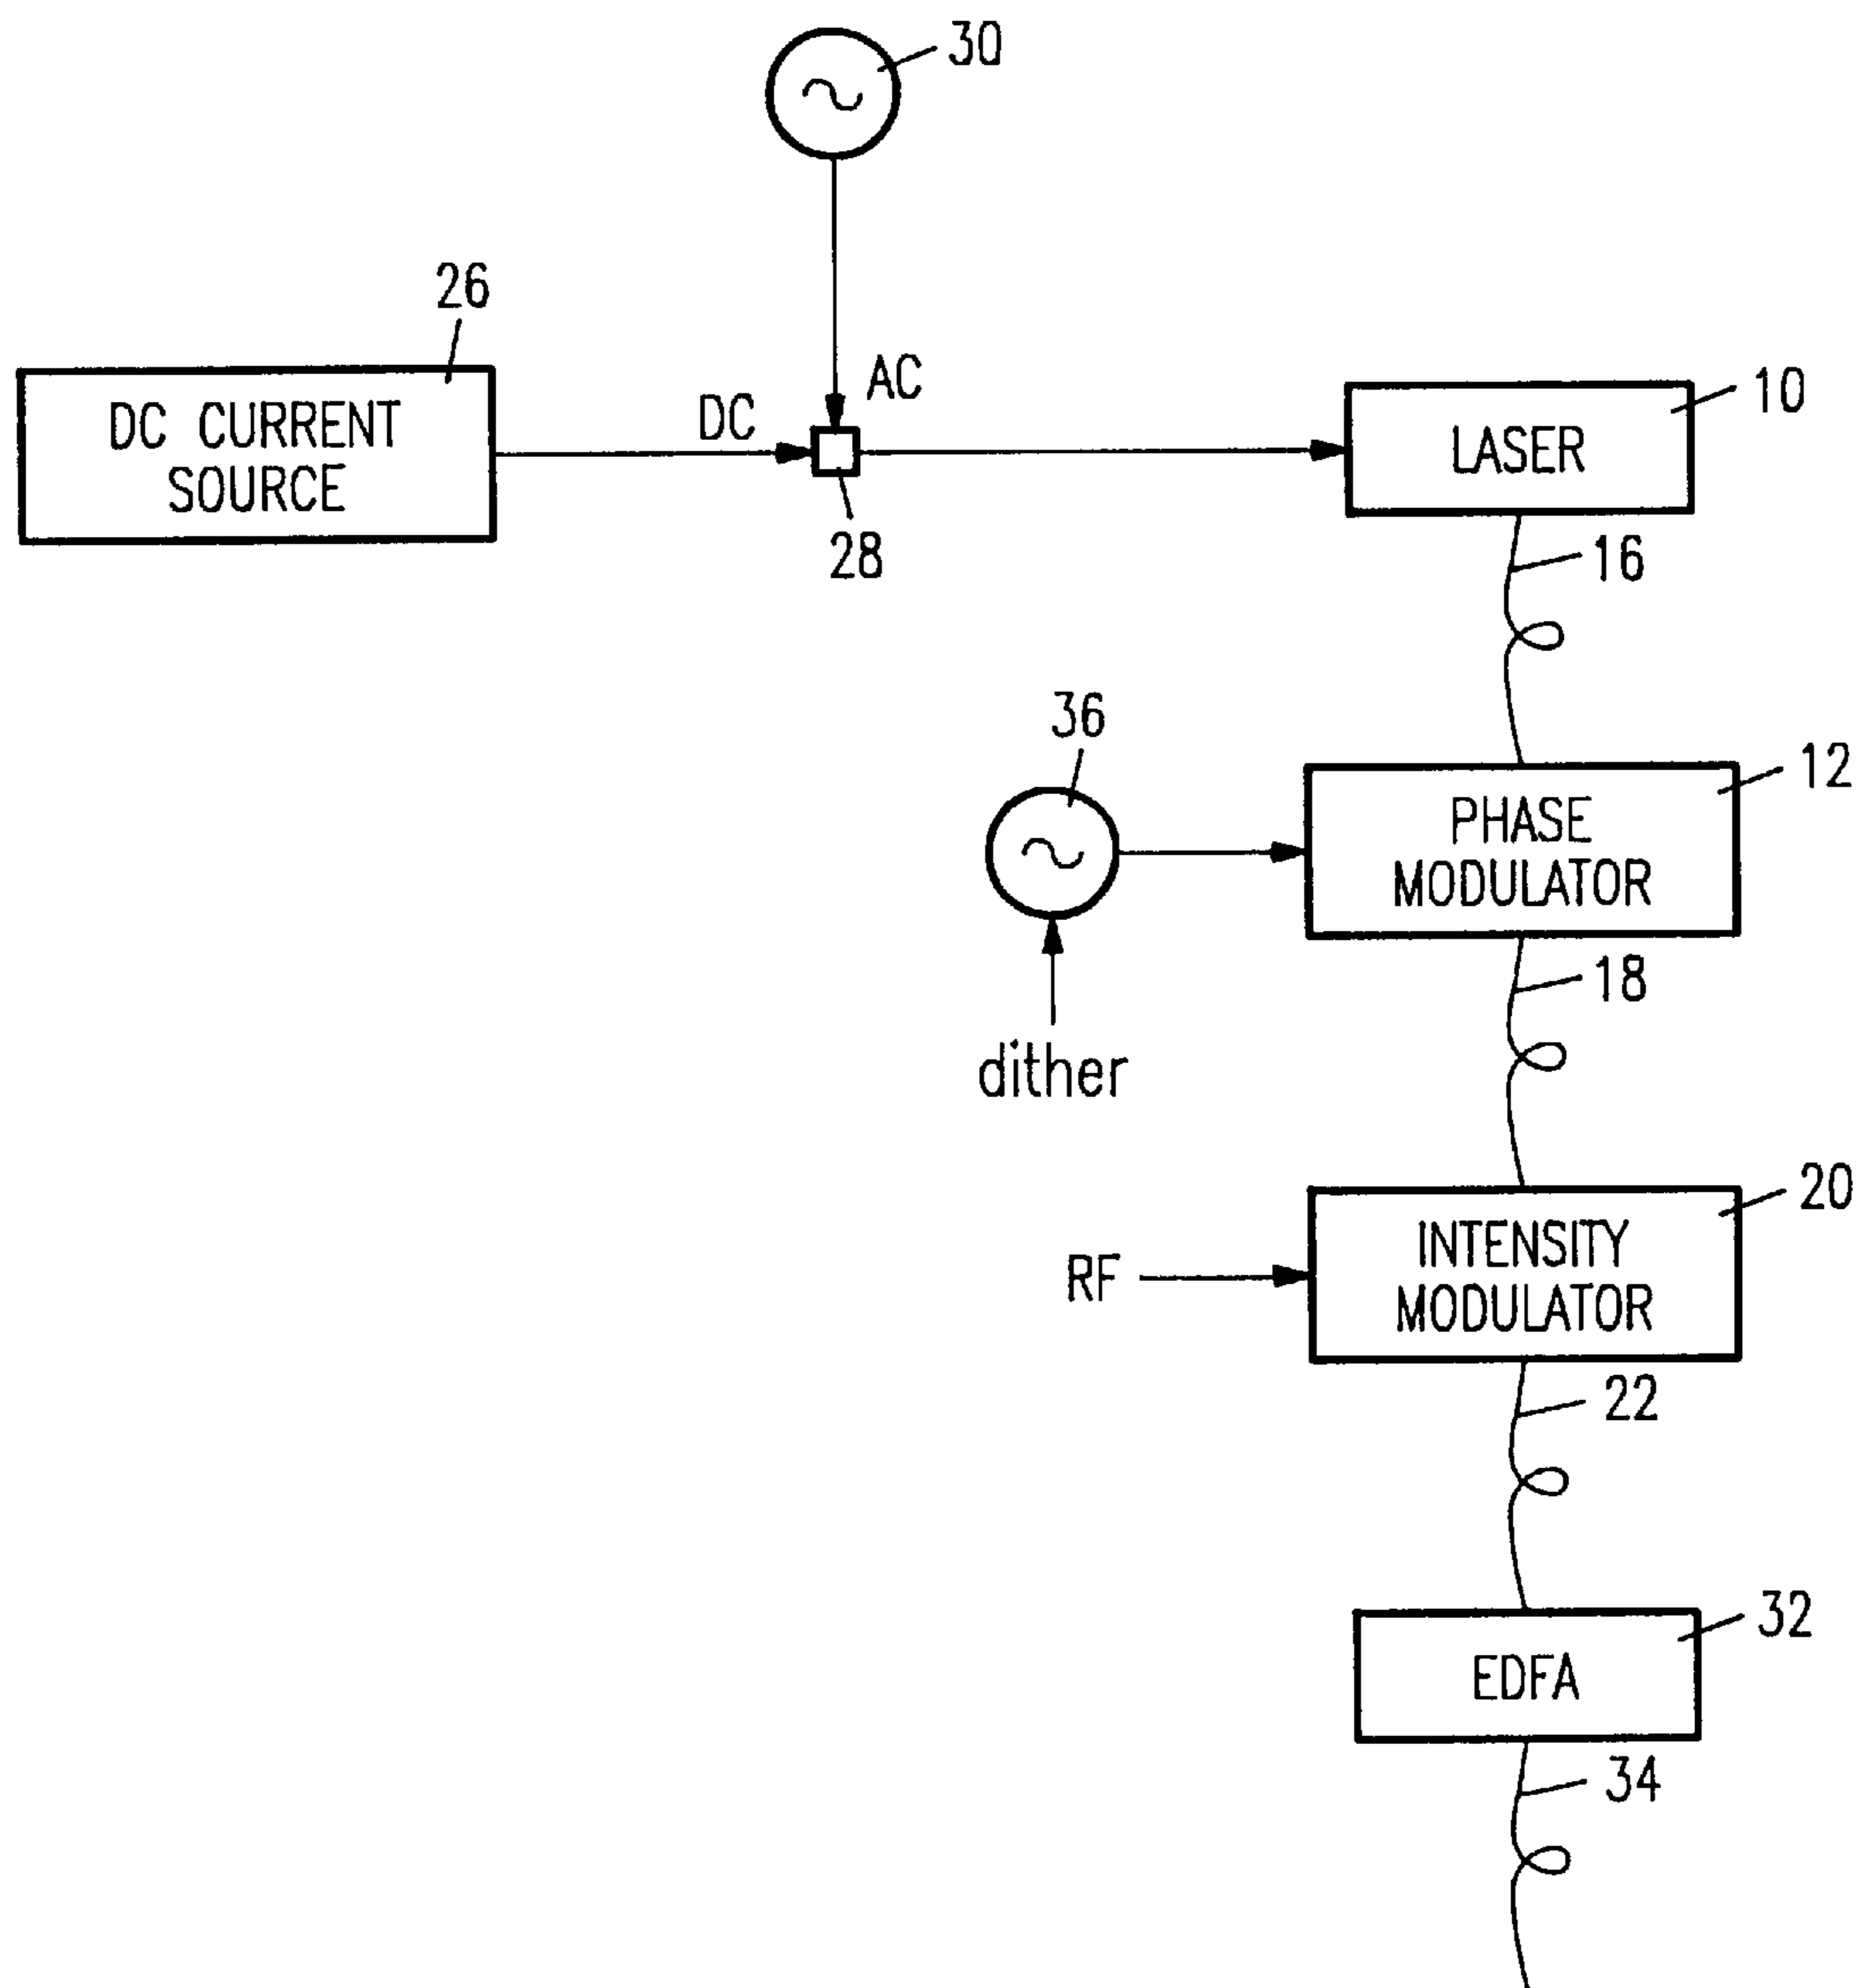 30
26
AC
DC
DC CURRENT
SOURCE
28
10
LASER
16
36
12
PHASE
MODULATOR
18
dither
20
INTENSITY
MODULATOR
RF
22
32
EDFA
34